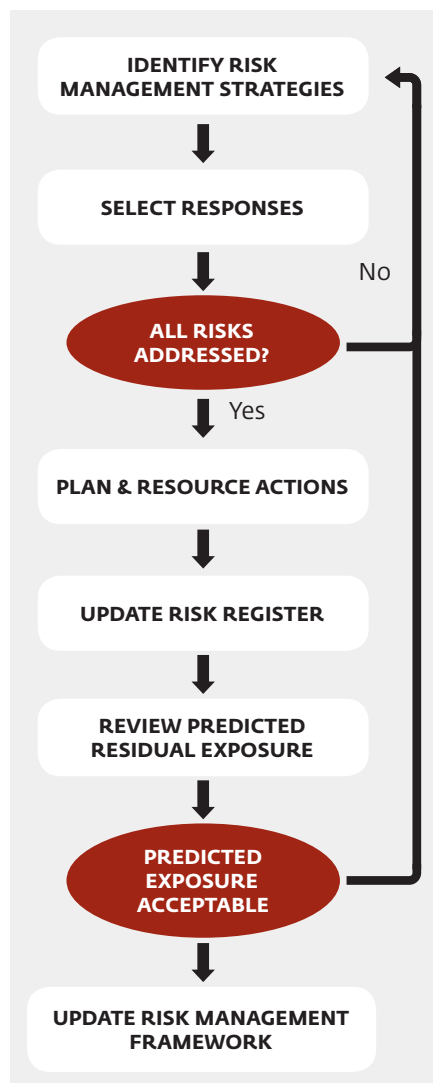 IDENTIFY RISK
MANAGEMENT STRATEGIES
SELECT RESPONSES
No
ALL RISKS
ADDRESSED?
Yes
PLAN & RESOURCE ACTIONS
UPDATE RISK REGISTER
REVIEW PREDICTED
RESIDUAL EXPOSURE
PREDICTED
EXPOSURE
ACCEPTABLE
UPDATE RISK MANAGEMENT
FRAMEWORK